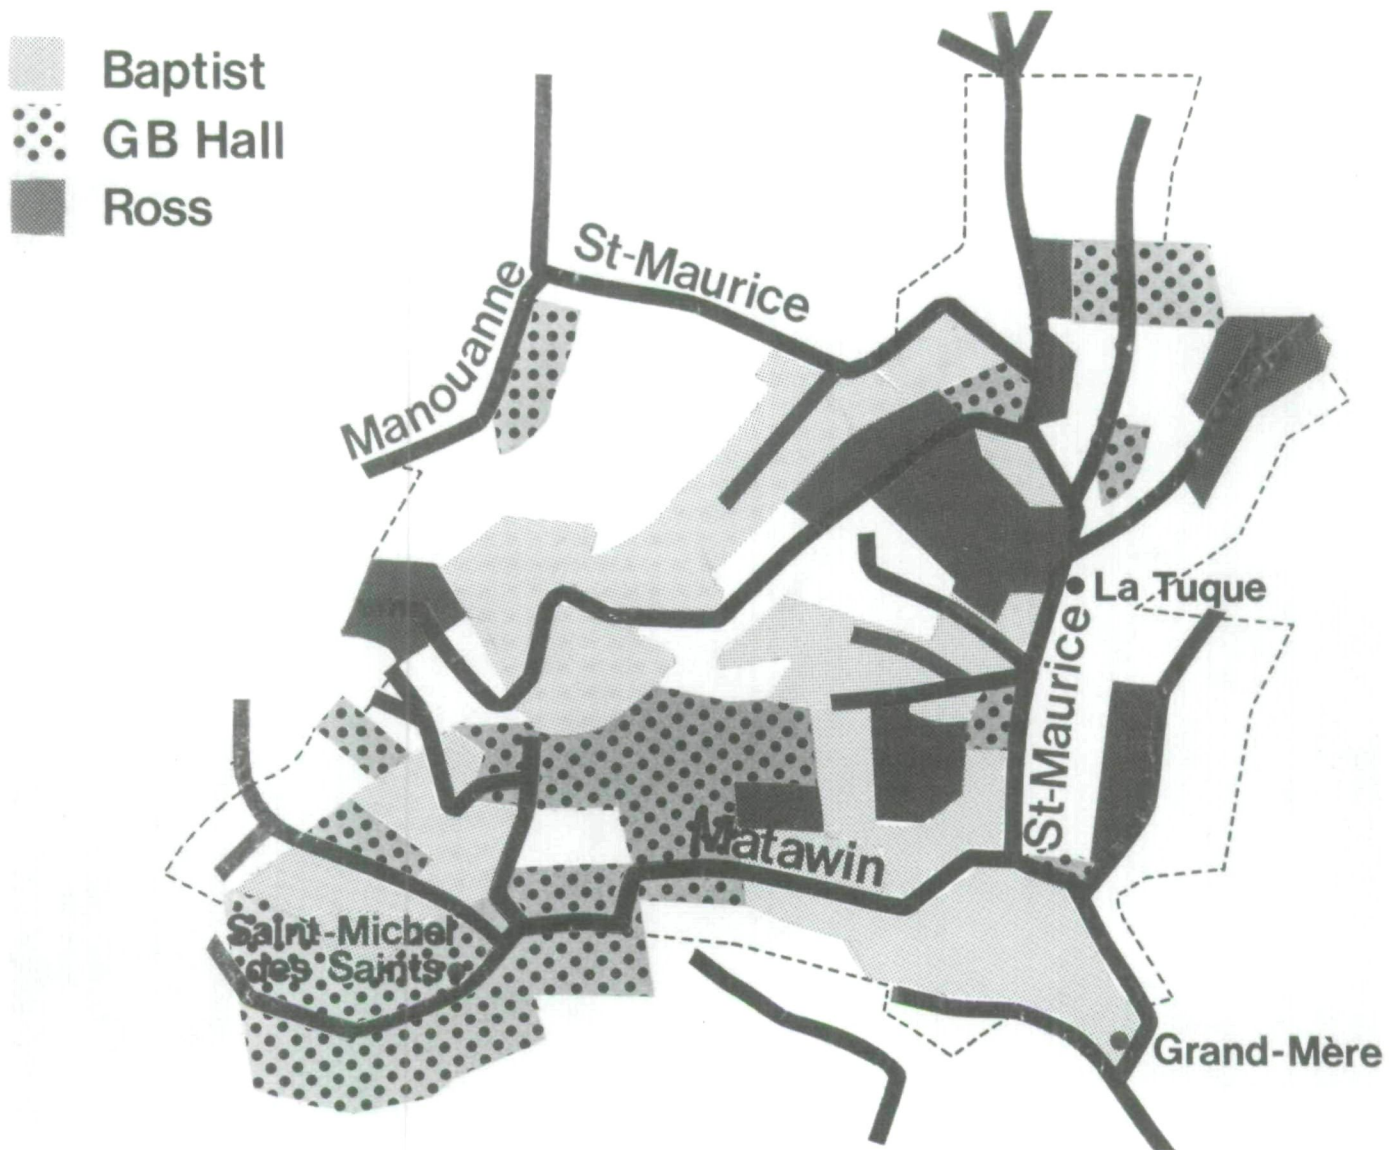 Baptist
GB Hall
Ross
St-Maurice
Manouanne
La Tuque
St-Maurice
Matawin
Saint-Michel
des Saints
Grand-Mère